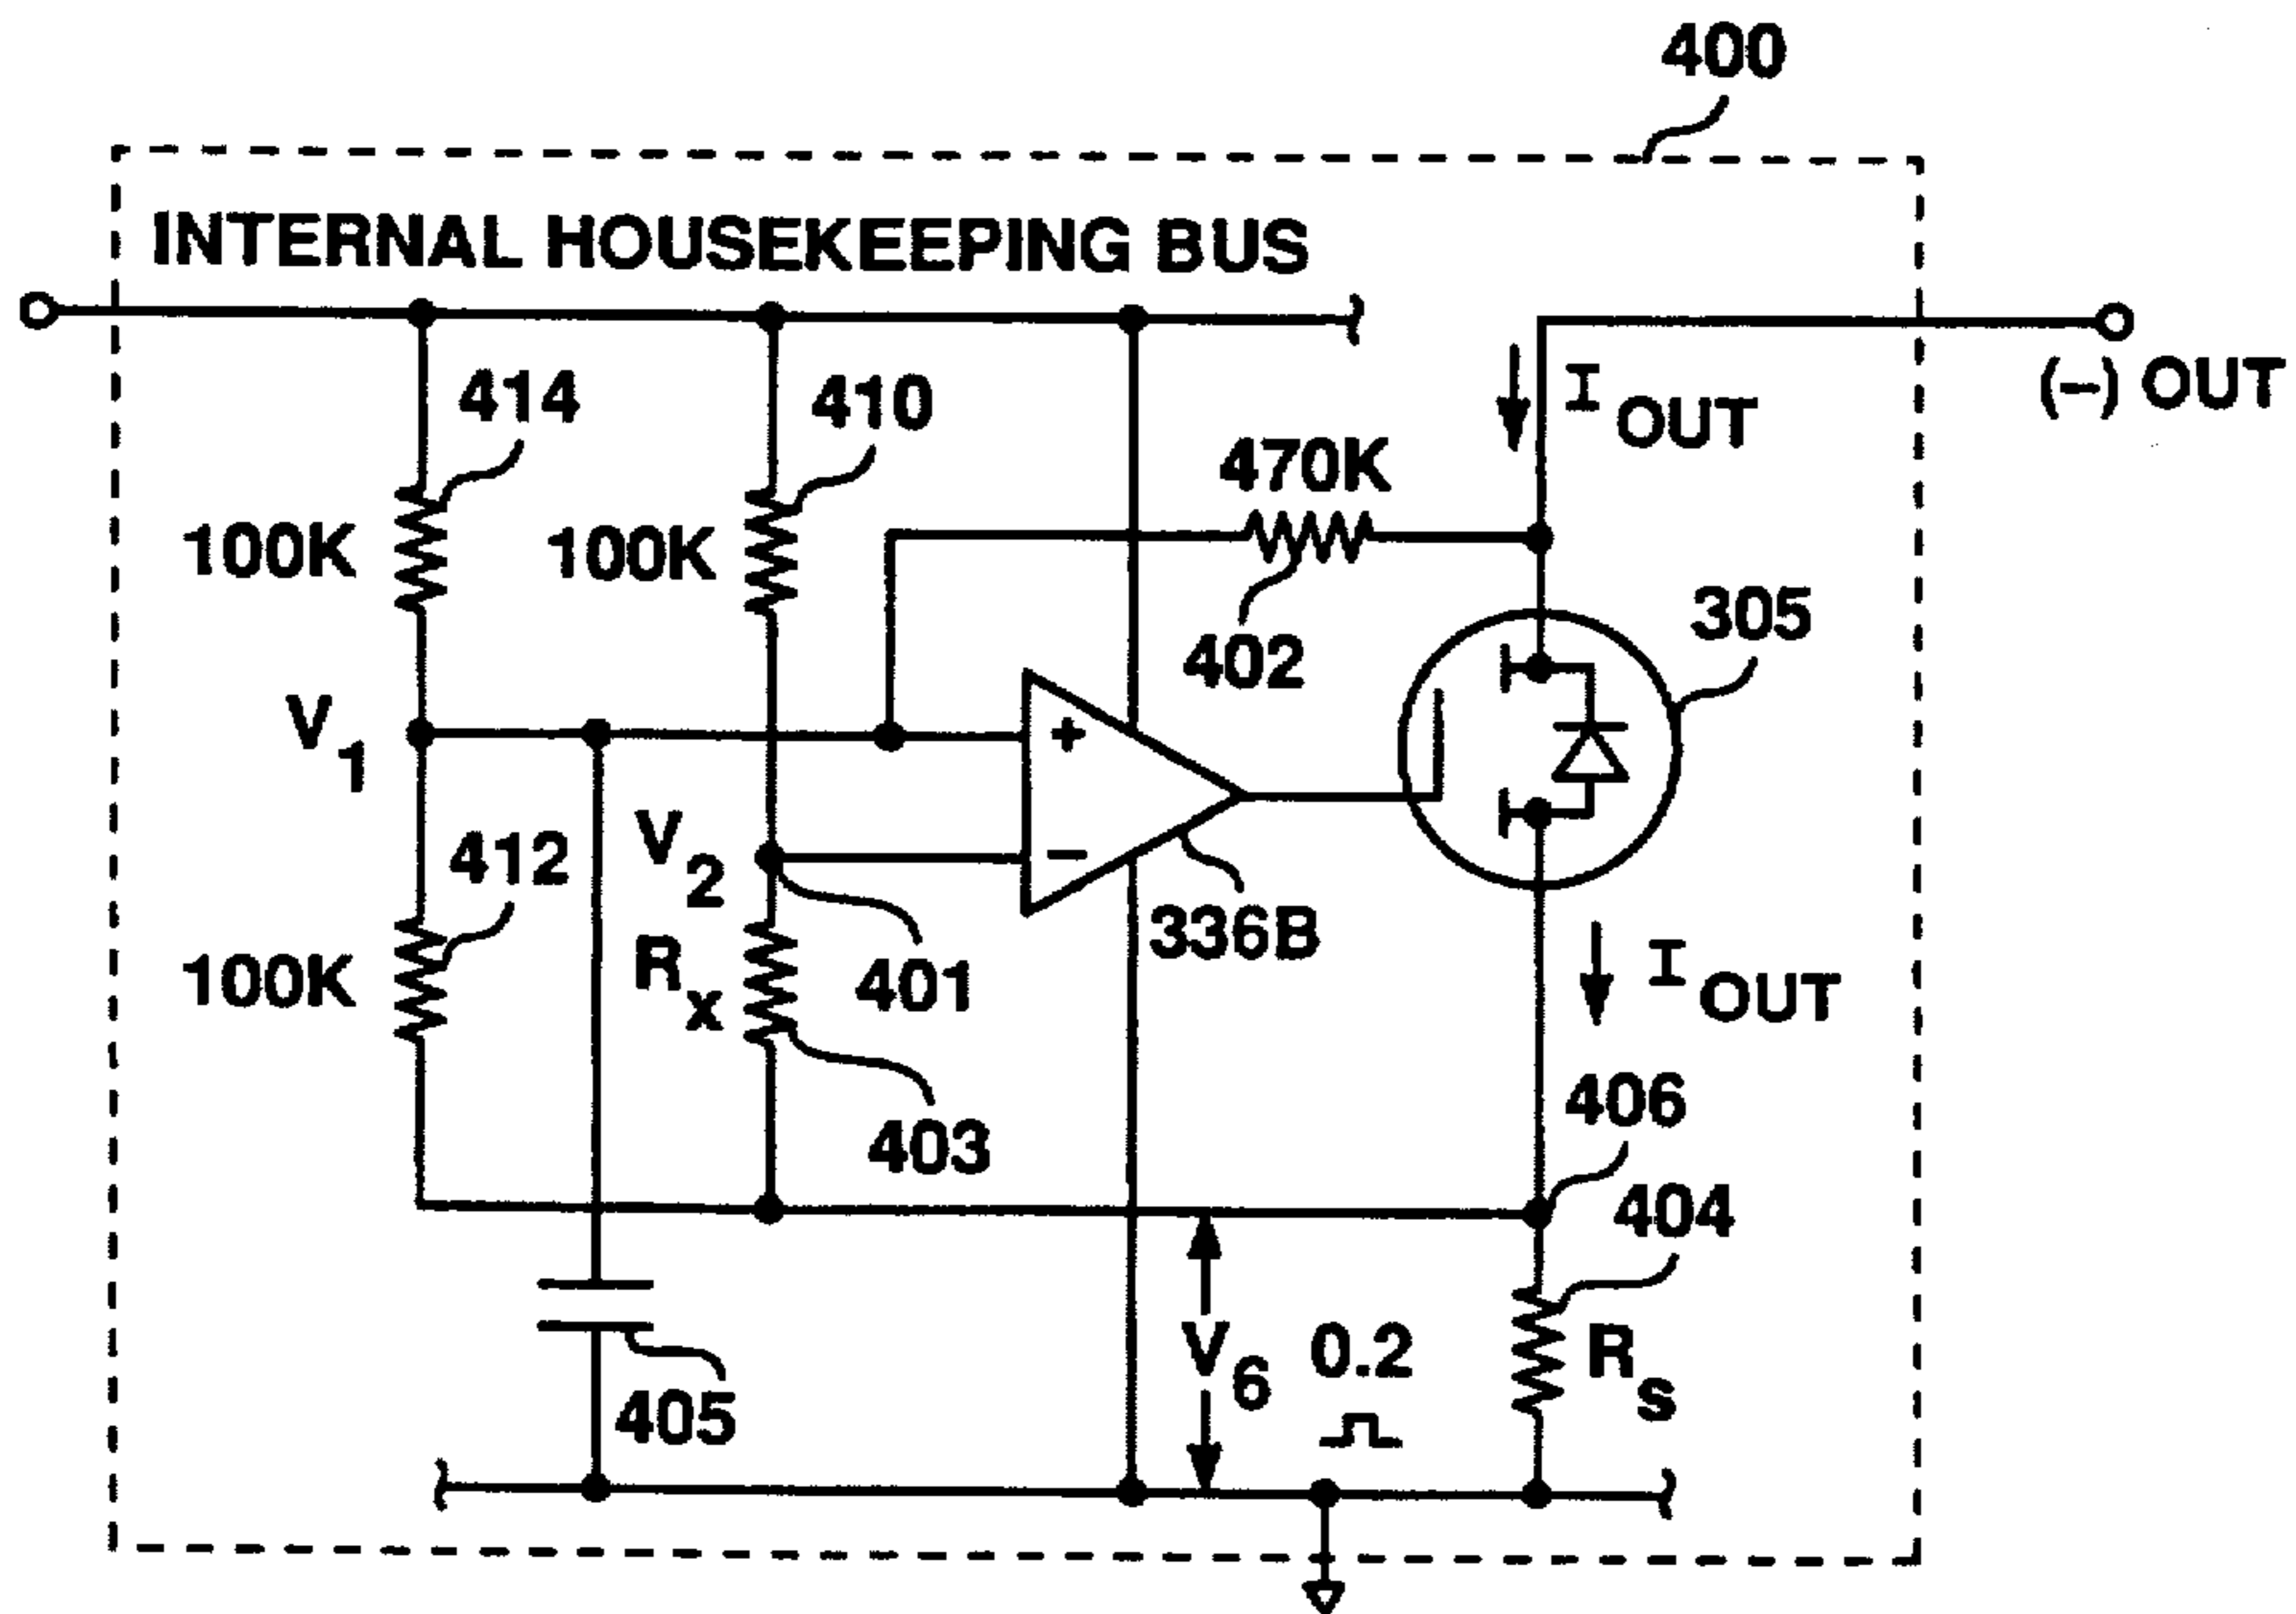 400
INTERNAL HOUSEKEEPING BUS
414
410
I OUT
(–) OUT
470K
100K
100K
402
305
V1
+
412
V2
–
336B
100K
Rx
401
I OUT
403
406
404
V6
0.2
RS
405